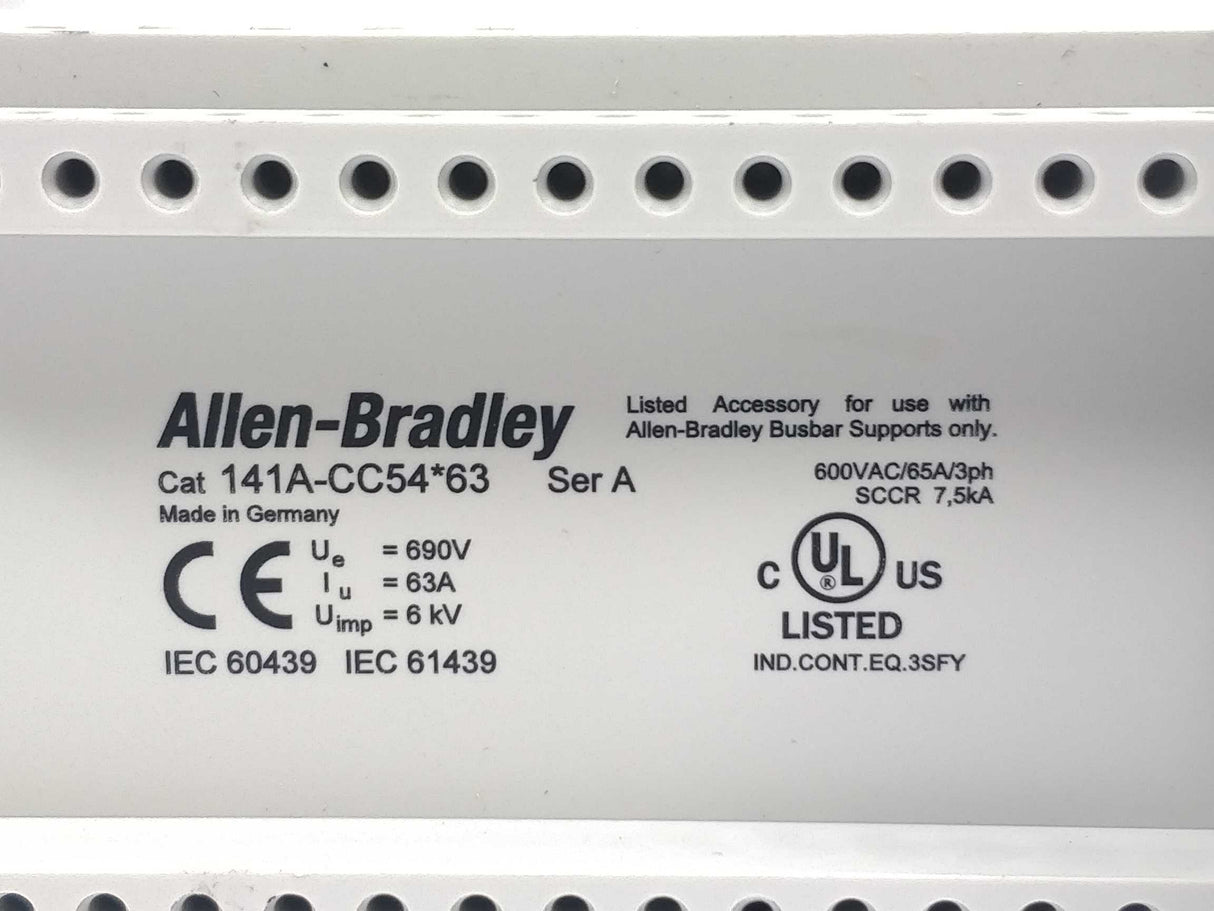 Allen-Bradley
Cat 141A-CC54*63 Ser A
Made in Germany
CE
Ue = 690V
Iu = 63A
Uimp = 6 kV
IEC 60439 IEC 61439
Listed Accessory for use with
Allen-Bradley Busbar Supports only.
600VAC/65A/3ph
SCCR 7,5kA
C UL® US
LISTED
IND.CONT.EQ.3SFY